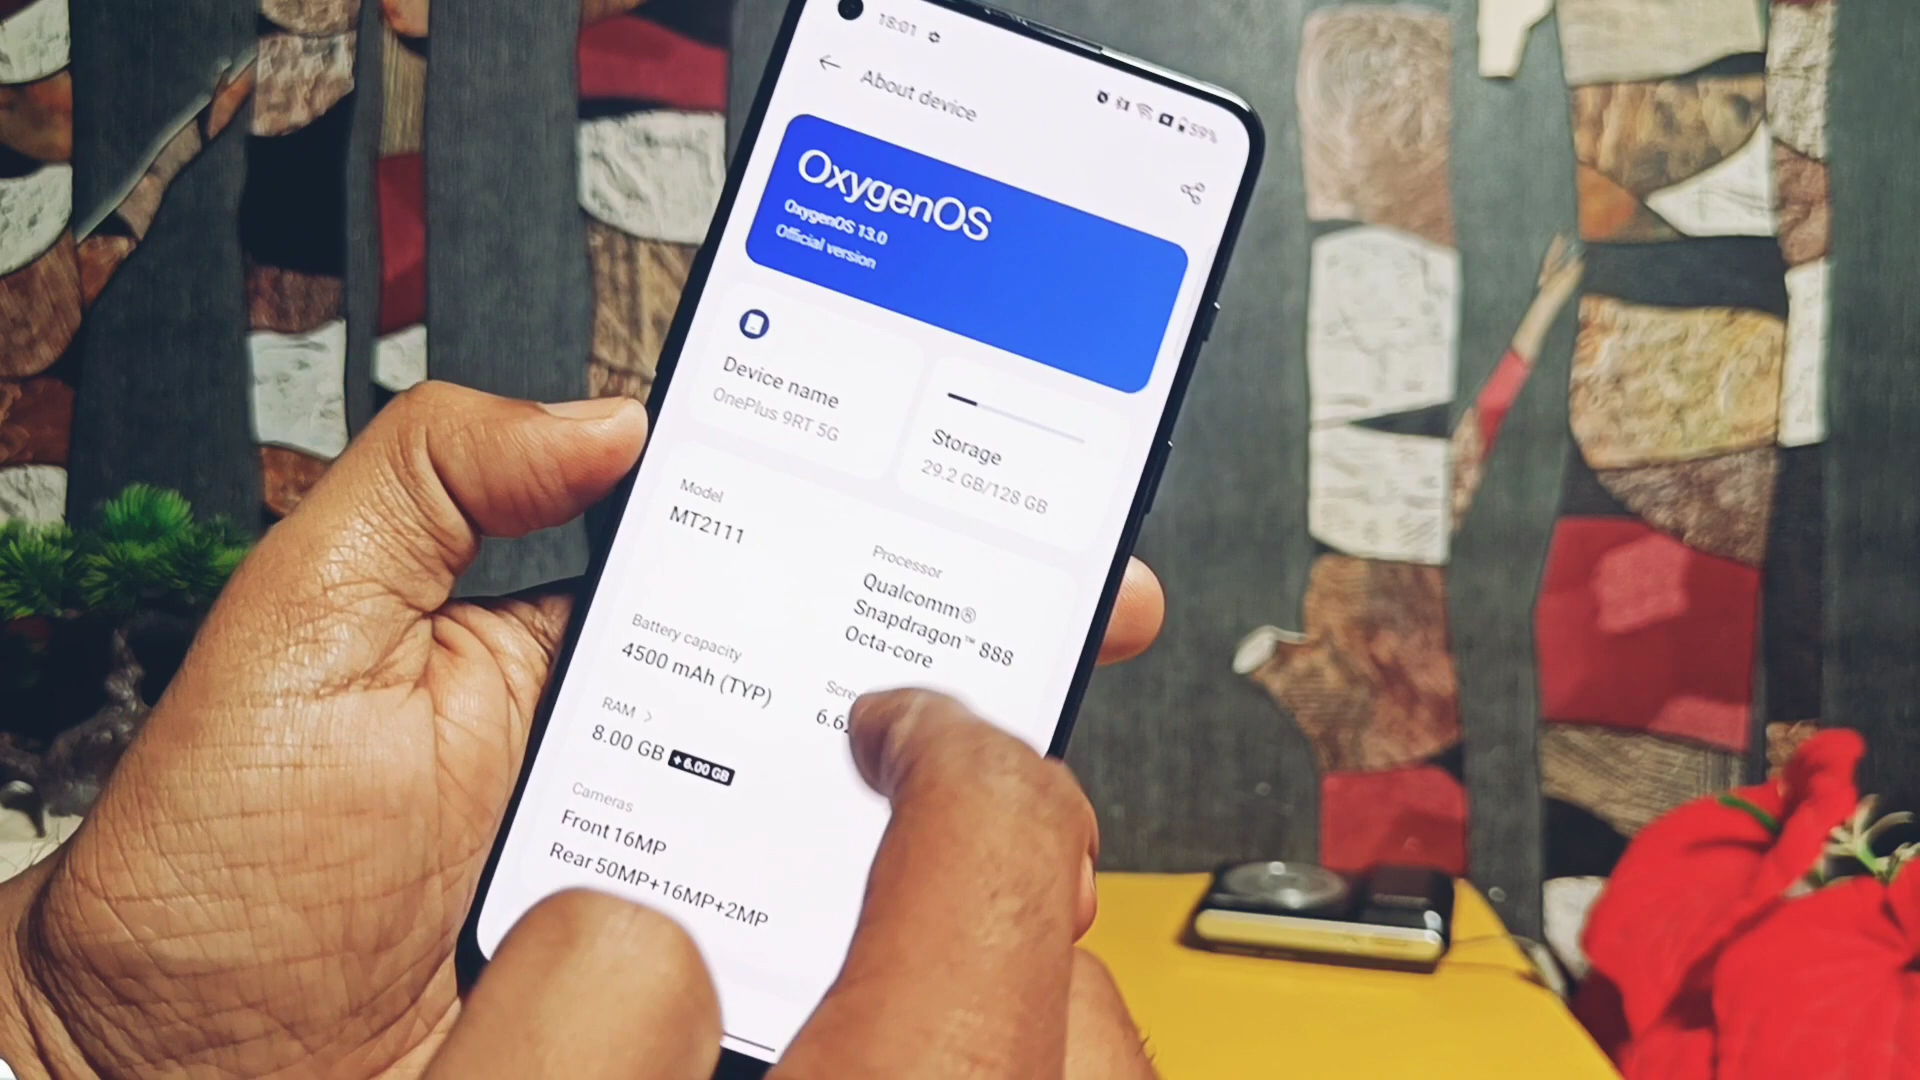 18:01
59%
About device
OxygenOS
OxygenOS 13.0
Official version
Device name
OnePlus 9RT 5G
Storage
29.2 GB/128 GB
Model
MT2111
Processor
Qualcomm®
Snapdragon™ 888
Octa-core
Battery capacity
4500 mAh (TYP)
RAM >
8.00 GB +6.00 GB
Cameras
Front 16MP
Rear 50MP+16MP+2MP